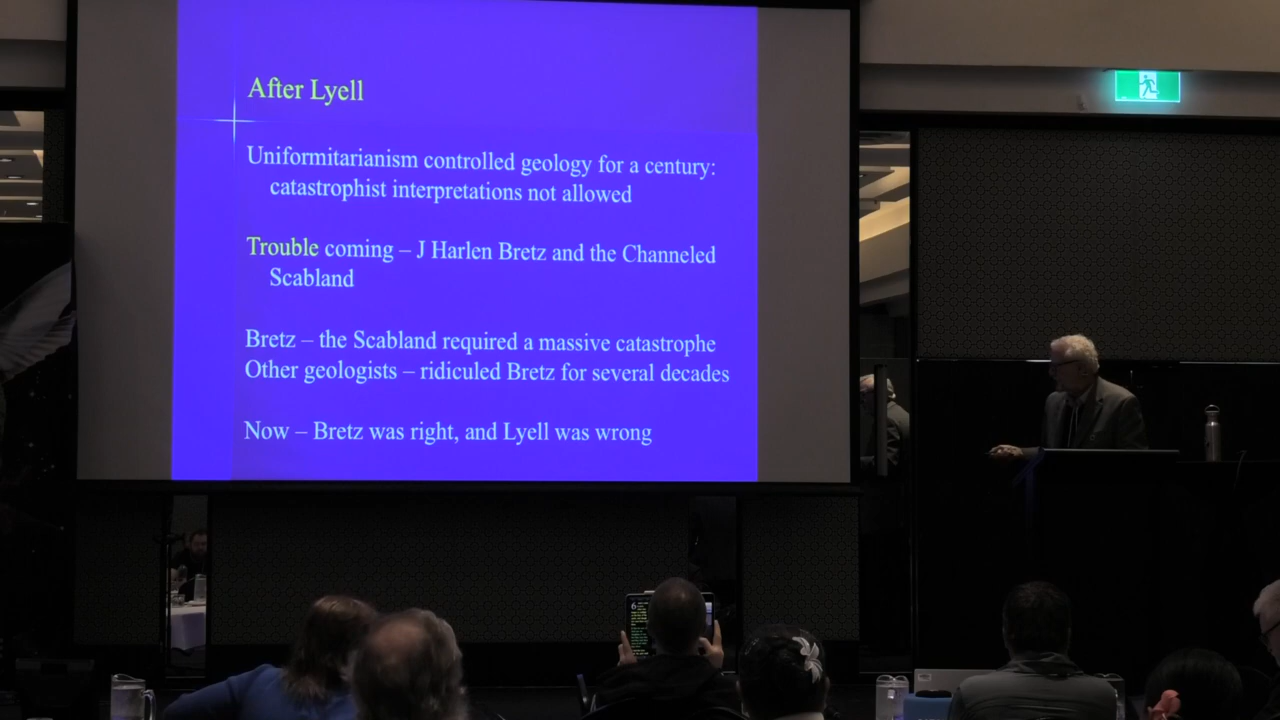 After Lyell
Uniformitarianism controlled geology for a century:
catastrophist interpretations not allowed
Trouble coming – J Harlen Bretz and the Channeled
Scabland
Bretz – the Scabland required a massive catastrophe
Other geologists – ridiculed Bretz for several decades
Now – Bretz was right, and Lyell was wrong